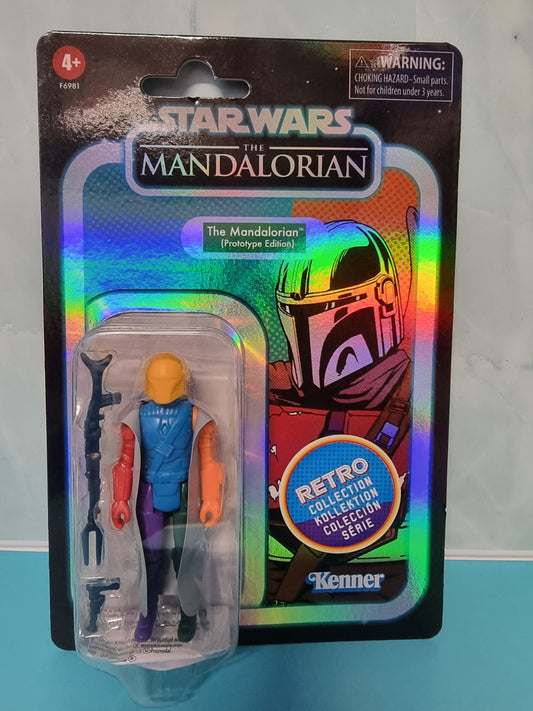 4+
F6981
WARNING:
CHOKING HAZARD–Small parts.
Not for children under 3 years.
STAR WARS
THE
MANDALORIAN
The Mandalorian™
(Prototype Edition)
RETRO
COLLECTION
KOLLEKTION
COLECCIÓN
SÉRIE
Kenner